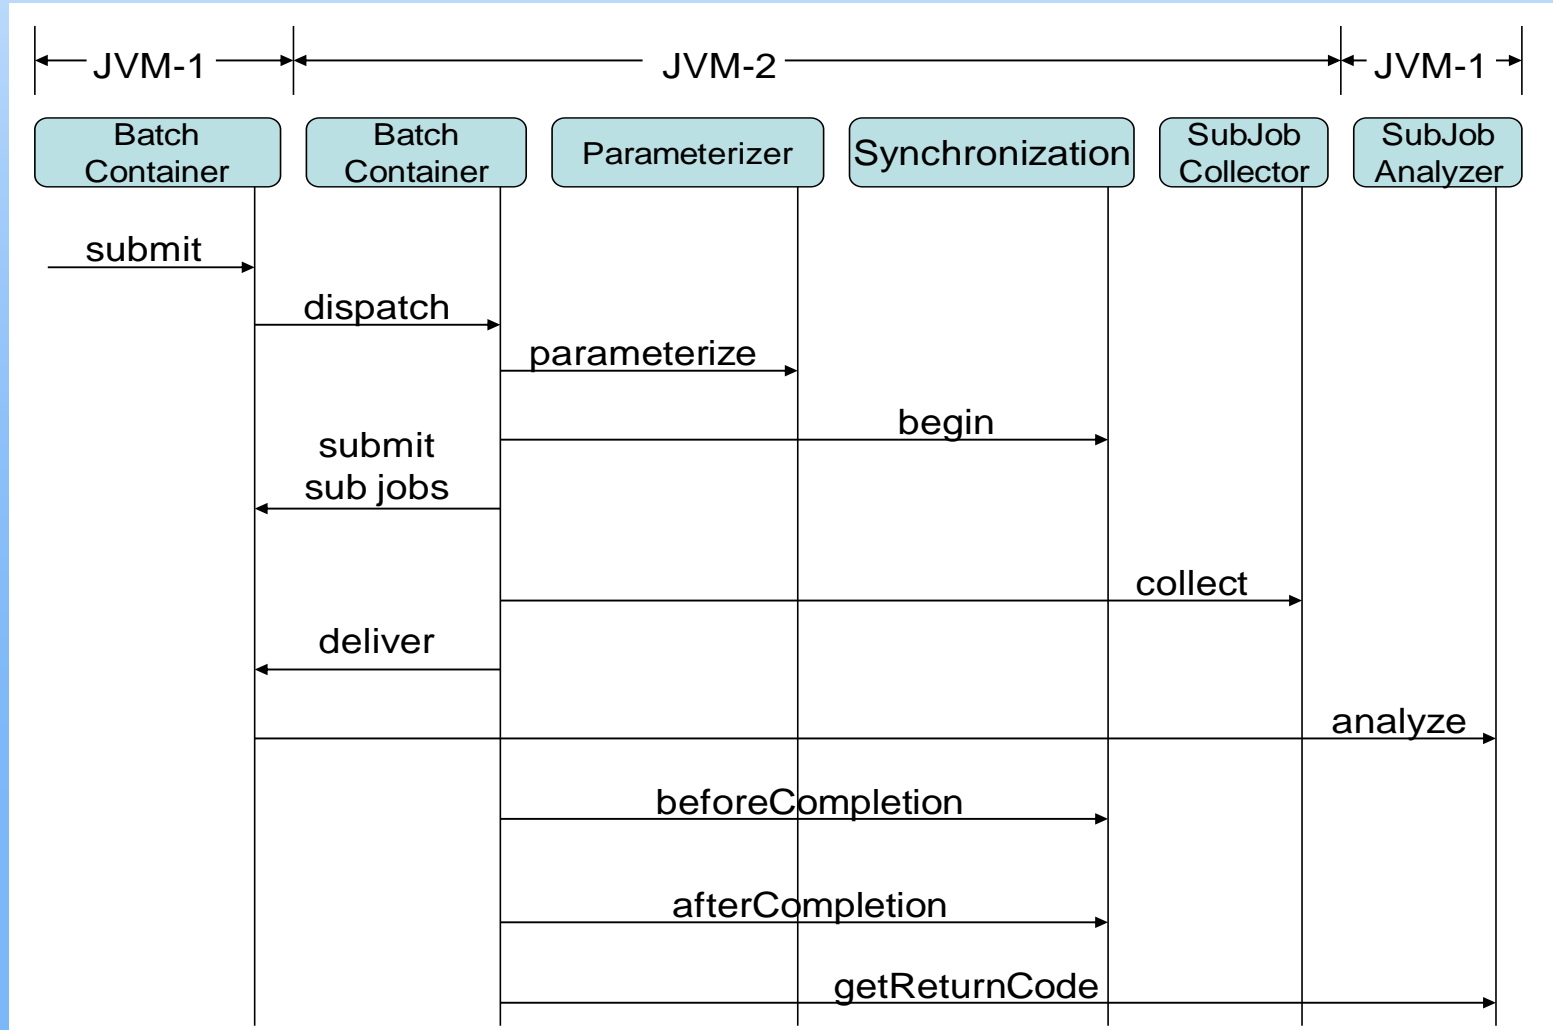 JVM-1
JVM-2
JVM-1
Batch
Container
Batch
Container
Parameterizer
Synchronization
SubJob
Collector
SubJob
Analyzer
submit
dispatch
parameterize
begin
submit
sub jobs
collect
deliver
analyze
beforeCompletion
afterCompletion
getReturnCode